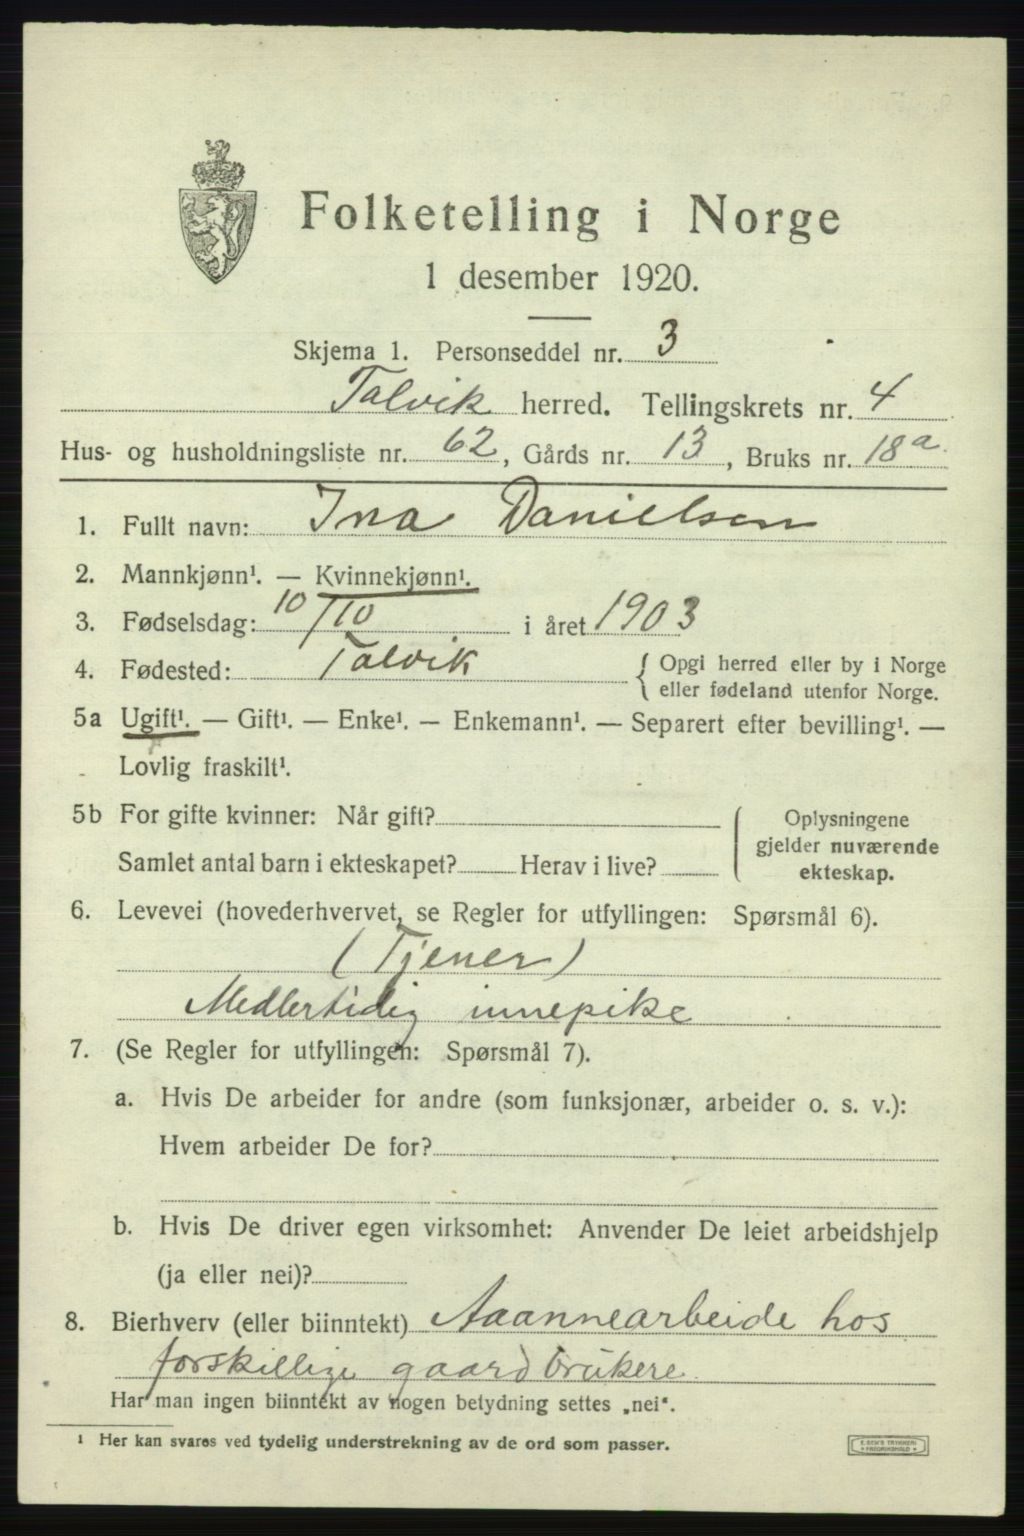 Folketelling i Norge
1 desember 1920.
Skjema 1. Personseddel nr. 3
Talvik herred. Tellingskrets nr. 4
Hus- og husholdningsliste nr. 62, Gårds nr. 13, Bruks nr. 18a
1. Fullt navn: Ina Danielsen
2. Mannkjønn¹. — Kvinnekjønn¹.
3. Fødselsdag: 10/10 i året 1903
4. Fødested: Talvik { Opgi herred eller by i Norge
eller fødeland utenfor Norge.
5a Ugift¹. — Gift¹. — Enke¹. — Enkemann¹. — Separert efter bevilling¹. —
Lovlig fraskilt¹.
5b For gifte kvinner: Når gift?
Samlet antal barn i ekteskapet? Herav i live?
Oplysningene
gjelder nuværende
ekteskap.
6. Levevei (hovederhvervet, se Regler for utfyllingen: Spørsmål 6).
(Tjener)
Medlertidig innepike
7. (Se Regler for utfyllingen: Spørsmål 7).
a. Hvis De arbeider for andre (som funksjonær, arbeider o. s. v.):
Hvem arbeider De for?
b. Hvis De driver egen virksomhet: Anvender De leiet arbeidshjelp
(ja eller nei)?
8. Bierhverv (eller biinntekt) Aaannearbeide hos
forskillige gaardbrukere
Har man ingen biinntekt av nogen betydning settes „nei“.
¹ Her kan svares ved tydelig understrekning av de ord som passer.
E. SEM'S TRYKKERI
FREDRIKSHALD